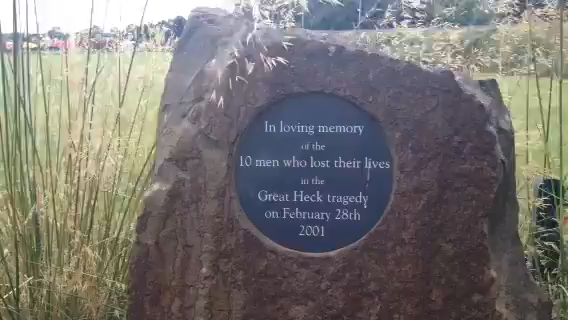 In loving memory
of the
10 men who lost their lives
in the
Great Heck tragedy
on February 28th
2001